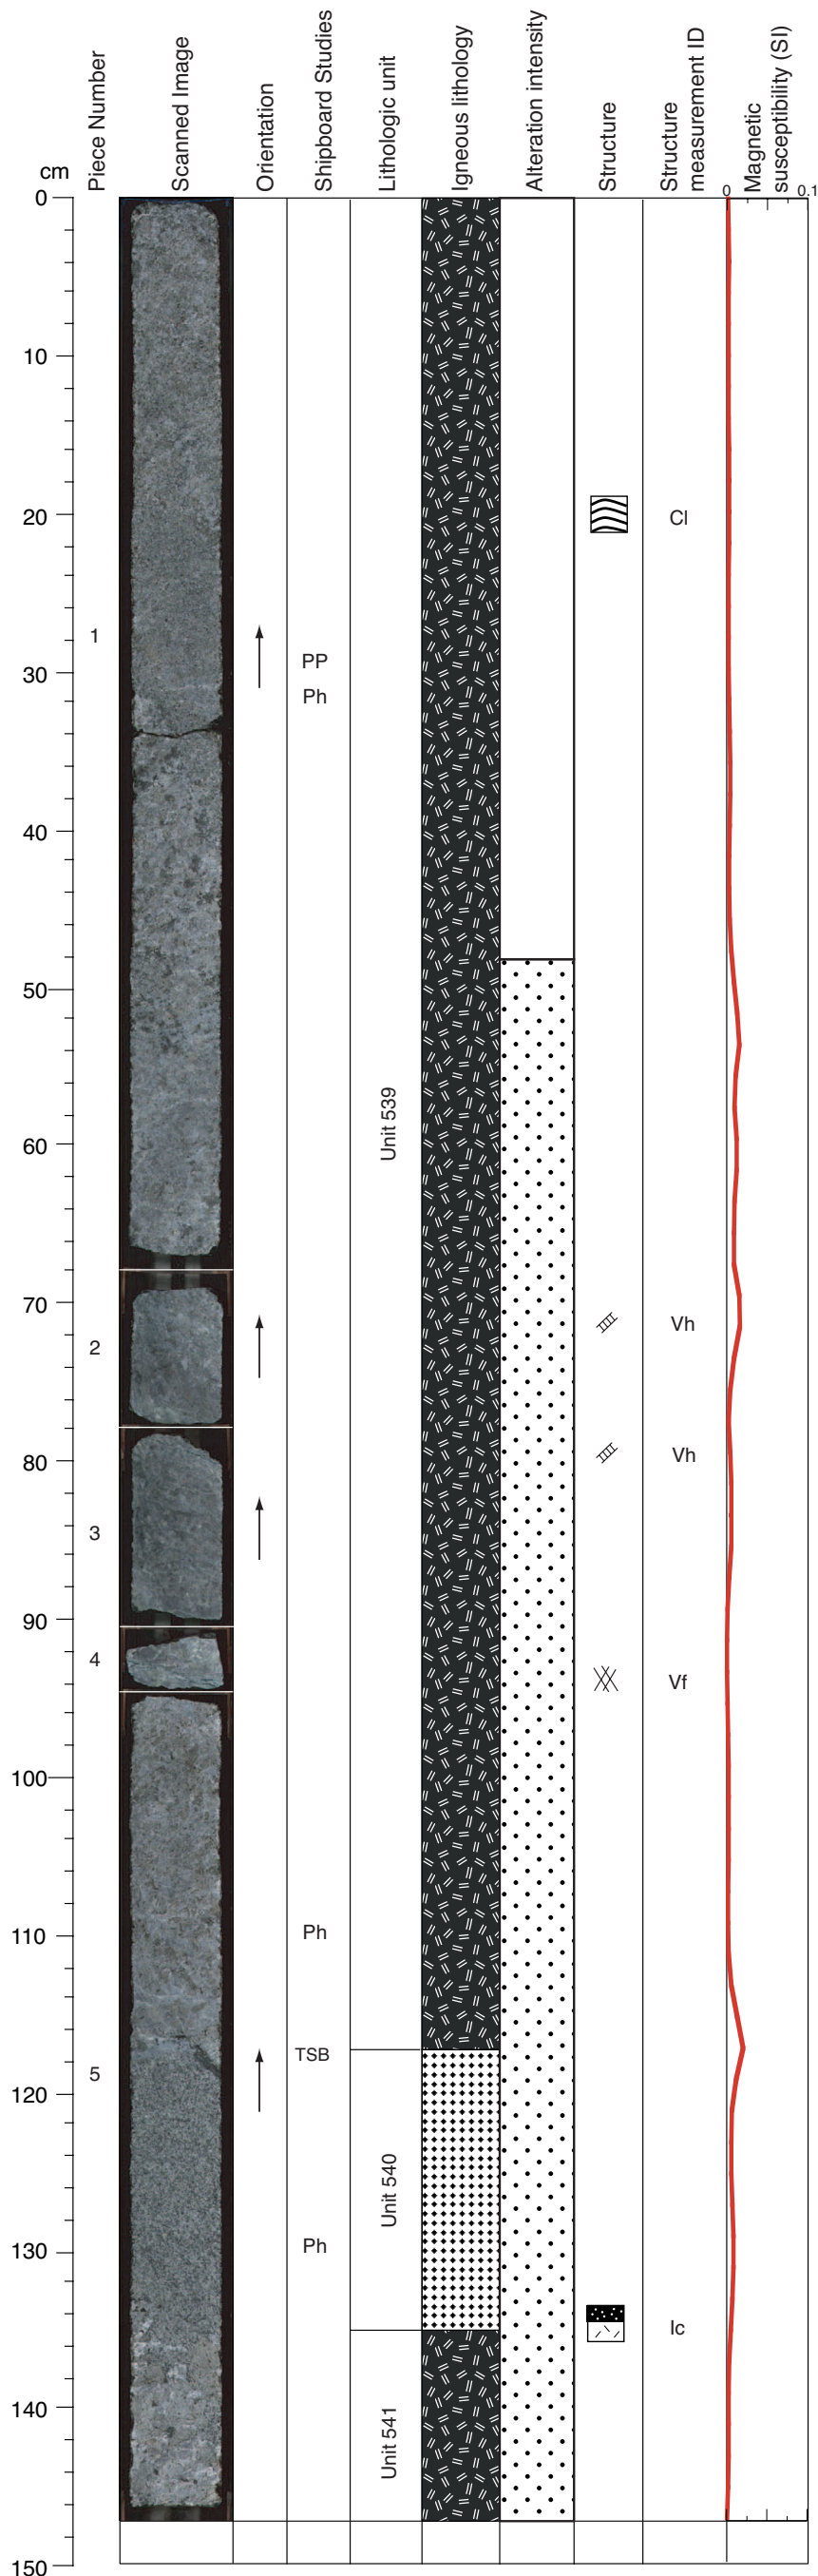 cm
Piece Number
Scanned Image
Orientation
Shipboard Studies
Lithologic unit
Igneous lithology
Alteration intensity
Structure
Structure
measurement ID
Magnetic
susceptibility (SI)
0 0.1
0
10
20
Cl
1
PP
30
Ph
40
50
Unit 539
60
70
Vh
2
80
Vh
3
90
4
Vf
100
110
Ph
TSB
5
120
Unit 540
130
Ph
Ic
140
Unit 541
150